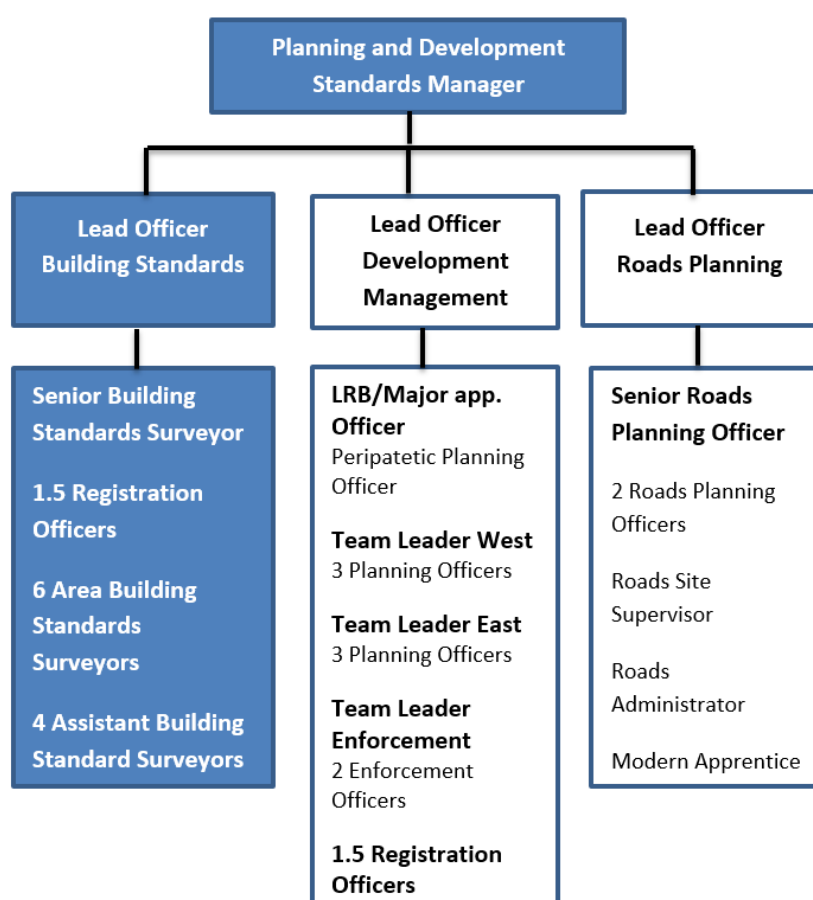 Planning and Development
Standards Manager
Lead Officer
Building Standards
Lead Officer
Development
Management
Lead Officer
Roads Planning
Senior Building
Standards Surveyor
1.5 Registration
Officers
6 Area Building
Standards
Surveyors
4 Assistant Building
Standard Surveyors
LRB/Major app.
Officer
Peripatetic Planning
Officer
Team Leader West
3 Planning Officers
Team Leader East
3 Planning Officers
Team Leader
Enforcement
2 Enforcement
Officers
1.5 Registration
Officers
Senior Roads
Planning Officer
2 Roads Planning
Officers
Roads Site
Supervisor
Roads
Administrator
Modern Apprentice